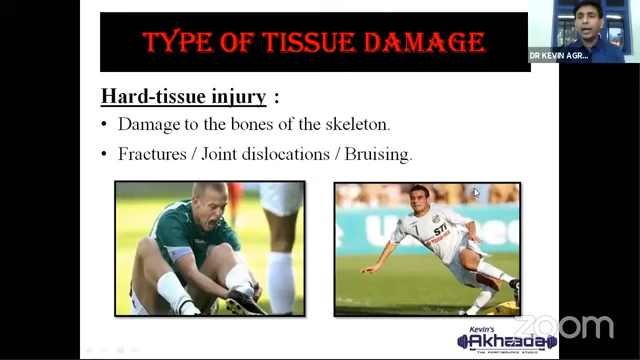 TYPE OF TISSUE DAMAGE
DR KEVIN AGR...
Hard-tissue injury :
• Damage to the bones of the skeleton.
• Fractures / Joint dislocations / Bruising.
STI
Kevin's
Akhaada
THE PERFORMANCE STUDIO
zoom